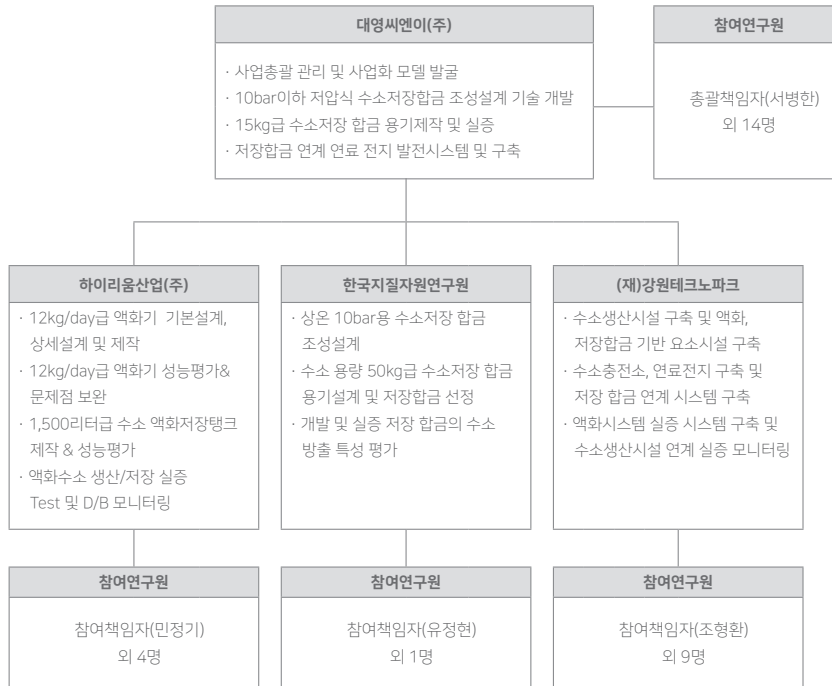 대영씨엔이(주)
· 사업총괄 관리 및 사업화 모델 발굴
· 10bar이하 저압식 수소저장합금 조성설계 기술 개발
· 15kg급 수소저장 합금 용기제작 및 실증
· 저장합금 연계 연료 전지 발전시스템 및 구축
참여연구원
총괄책임자(서병한)
외 14명
하이리움산업(주)
· 12kg/day급 액화기 기본설계,
상세설계 및 제작
· 12kg/day급 액화기 성능평가&
문제점 보완
· 1,500리터급 수소 액화저장탱크
제작 & 성능평가
· 액화수소 생산/저장 실증
Test 및 D/B 모니터링
한국지질자원연구원
· 상온 10bar용 수소저장 합금
조성설계
· 수소 용량 50kg급 수소저장 합금
용기설계 및 저장합금 선정
· 개발 및 실증 저장 합금의 수소
방출 특성 평가
(재)강원테크노파크
· 수소생산시설 구축 및 액화,
저장합금 기반 요소시설 구축
· 수소충전소, 연료전지 구축 및
저장 합금 연계 시스템 구축
· 액화시스템 실증 시스템 구축 및
수소생산시설 연계 실증 모니터링
참여연구원
참여책임자(민정기)
외 4명
참여연구원
참여책임자(유정현)
외 1명
참여연구원
참여책임자(조형환)
외 9명